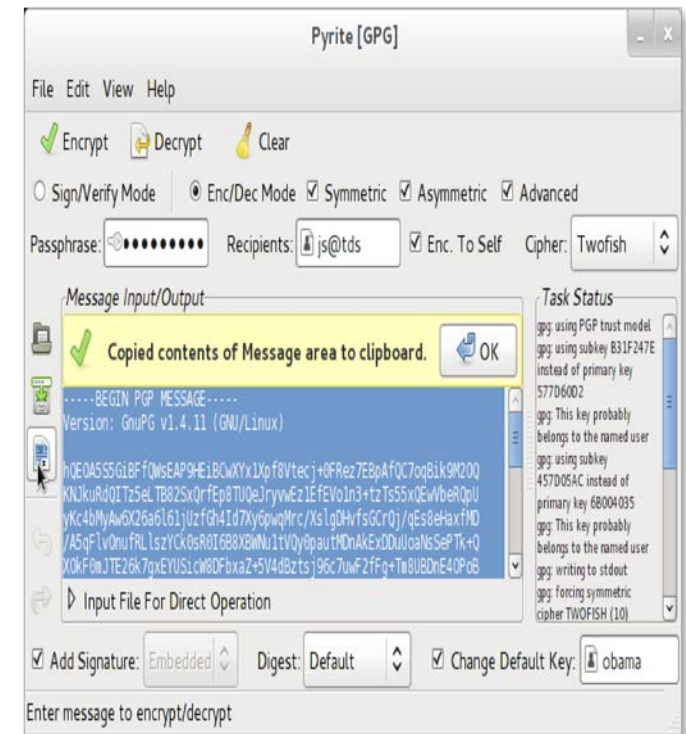 Pyrite [GPG]
File Edit View Help
Encrypt Decrypt Clear
Sign/Verify Mode Enc/Dec Mode Symmetric Asymmetric Advanced
Passphrase: ••••••••• Recipients: js@tds Enc. To Self Cipher: Twofish
Message Input/Output
Copied contents of Message area to clipboard. OK
-----BEGIN PGP MESSAGE-----
Version: GnuPG v1.4.11 (GNU/Linux)
Input File For Direct Operation
Task Status
gpg: using PGP trust model
gpg: using subkey B31F247E
instead of primary key
577D60D2
gpg: This key probably
belongs to the named user
gpg: using subkey
457D05AC instead of
primary key 6B004035
gpg: This key probably
belongs to the named user
gpg: writing to stdout
gpg: forcing symmetric
cipher TWOFISH (10)
Add Signature: Embedded Digest: Default Change Default Key: obama
Enter message to encrypt/decrypt